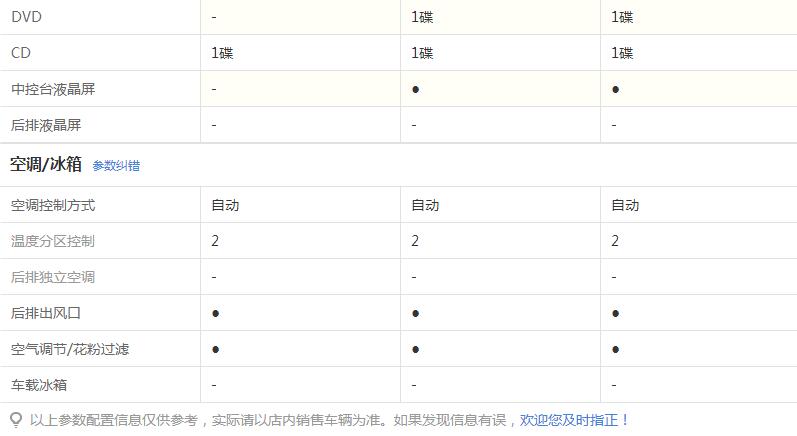 DVD - 1碟 1碟
CD 1碟 1碟 1碟
中控台液晶屏 - ● ●
后排液晶屏 - - -
空调/冰箱 参数纠错
空调控制方式 自动 自动 自动
温度分区控制 2 2 2
后排独立空调 - - -
后排出风口 ● ● ●
空气调节/花粉过滤 ● ● ●
车载冰箱 - - -
以上参数配置信息仅供参考，实际请以店内销售车辆为准。如果发现信息有误，欢迎您及时指正！